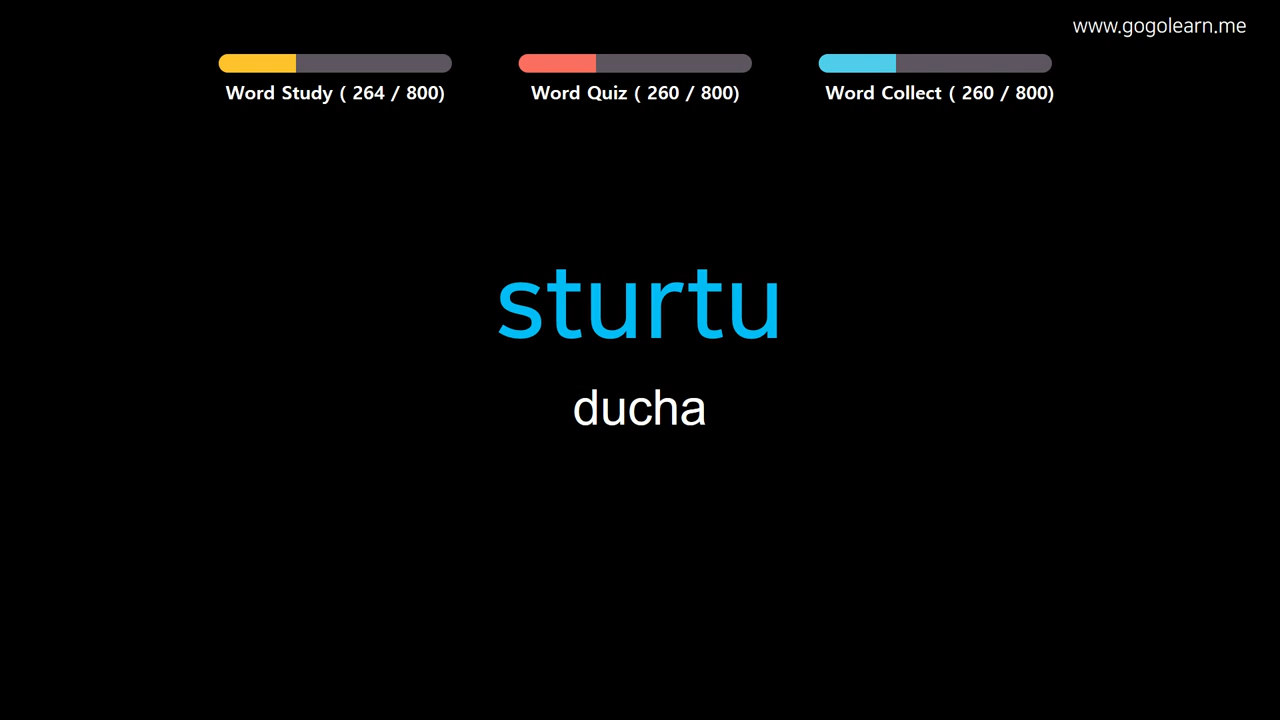 www.gogolearn.me
Word Study ( 264 / 800)
Word Quiz ( 260 / 800)
Word Collect ( 260 / 800)
sturtu
ducha